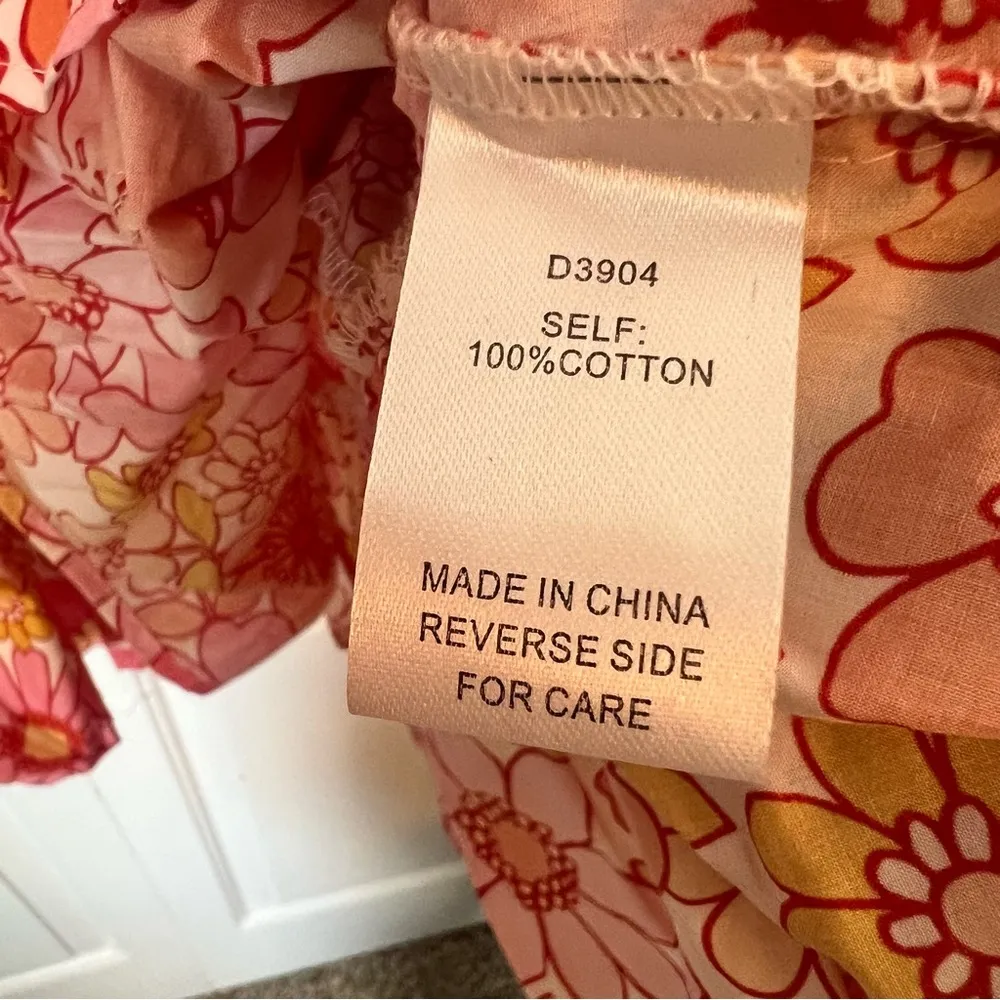 D3904
SELF:
100%COTTON
MADE IN CHINA
REVERSE SIDE
FOR CARE